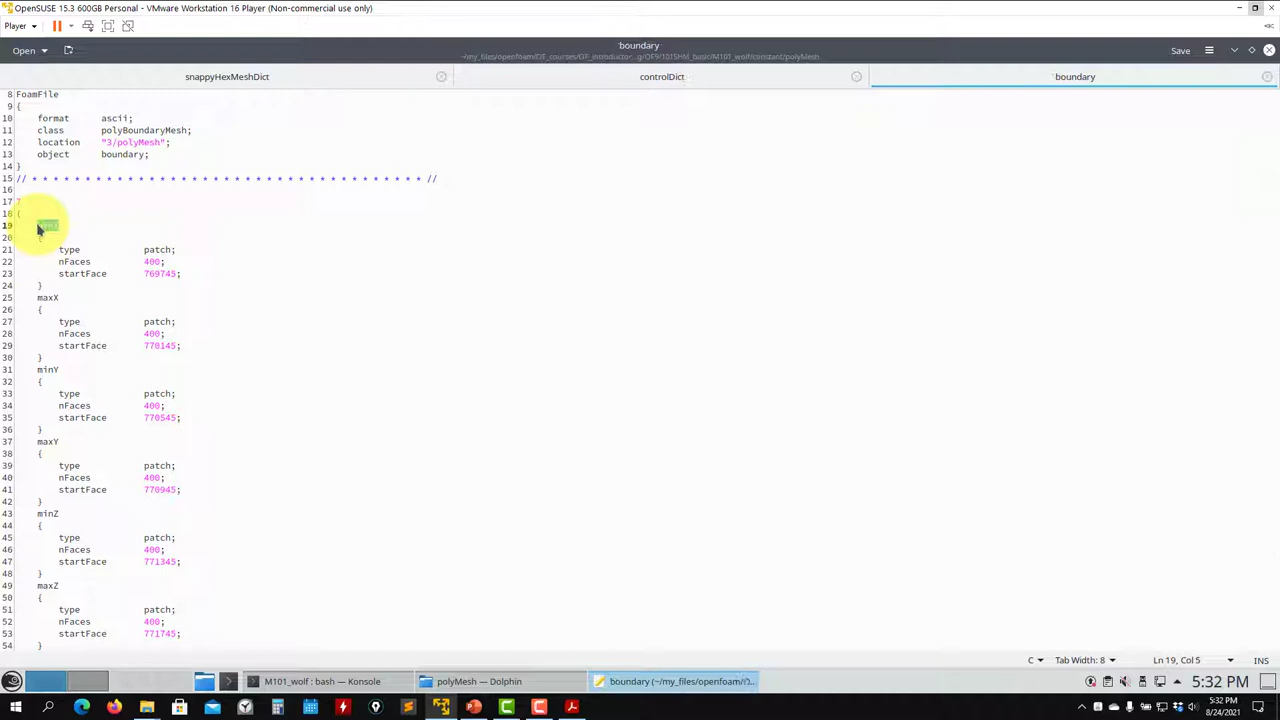 OpenSUSE 15.3 600GB Personal - VMware Workstation 16 Player (Non-commercial use only)
Player
Open
boundary
Save
snappyHexMeshDict
controlDict
boundary
8 FoamFile
9 {
10 format ascii;
11 class polyBoundaryMesh;
12 location "3/polyMesh";
13 object boundary;
14 }
15 // * * * * * * * * * * * * * * * * * * * * * * * * * * * * * * * * * * * * * //
16
17 7
18 (
19
20 {
21 type patch;
22 nFaces 400;
23 startFace 769745;
24 }
25 maxX
26 {
27 type patch;
28 nFaces 400;
29 startFace 770145;
30 }
31 minY
32 {
33 type patch;
34 nFaces 400;
35 startFace 770545;
36 }
37 maxY
38 {
39 type patch;
40 nFaces 400;
41 startFace 770945;
42 }
43 minZ
44 {
45 type patch;
46 nFaces 400;
47 startFace 771345;
48 }
49 maxZ
50 {
51 type patch;
52 nFaces 400;
53 startFace 771745;
54 }
C Tab Width: 8 Ln 19, Col 5 INS
M101_wolf : bash — Konsole
polyMesh — Dolphin
boundary (~/my_files/openfoam/
5:32 PM
5:32 PM
8/24/2021